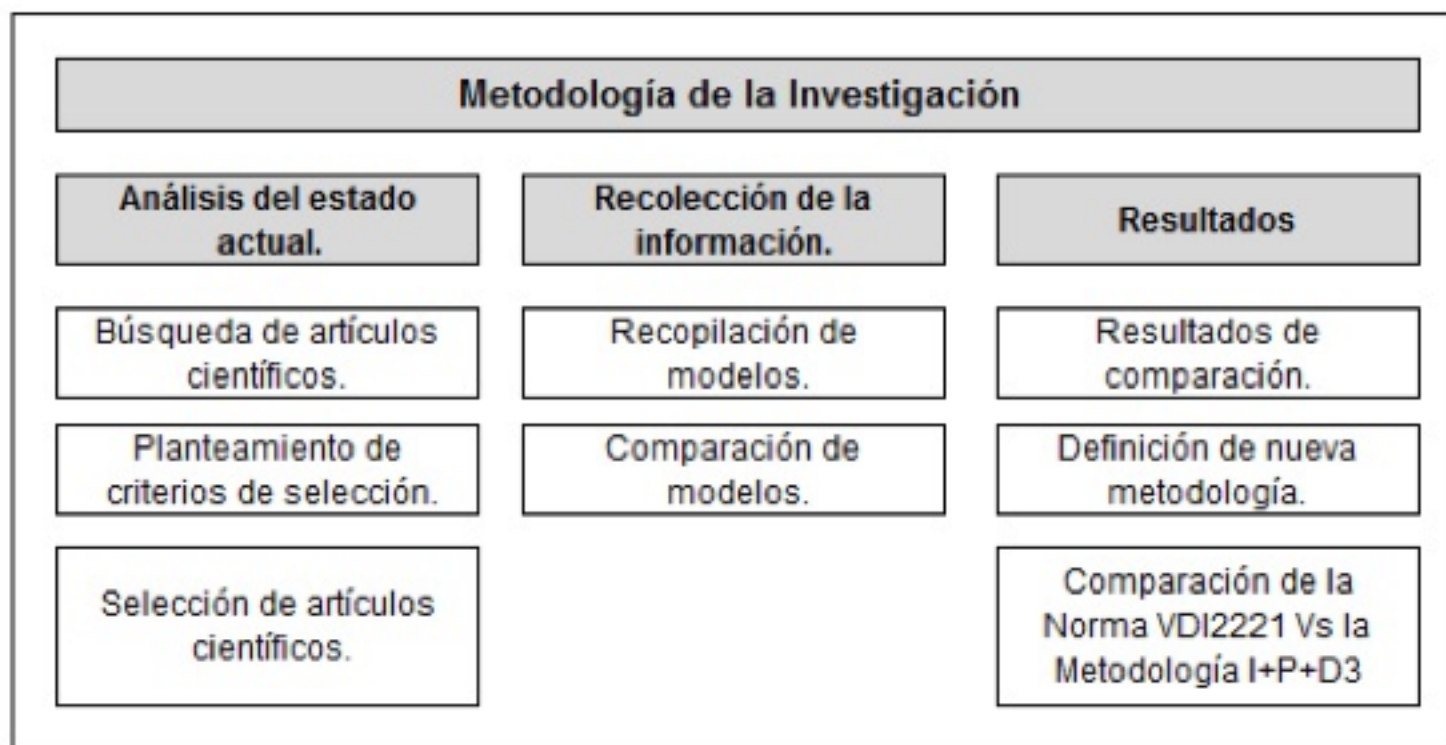 Metodología de la Investigación
Análisis del estado
actual.
Búsqueda de artículos
científicos.
Planteamiento de
criterios de selección.
Selección de artículos
científicos.
Recolección de la
información.
Recopilación de
modelos.
Comparación de
modelos.
Resultados
Resultados de
comparación.
Definición de nueva
metodología.
Comparación de la
Norma VDI2221 Vs la
Metodología I+P+D3